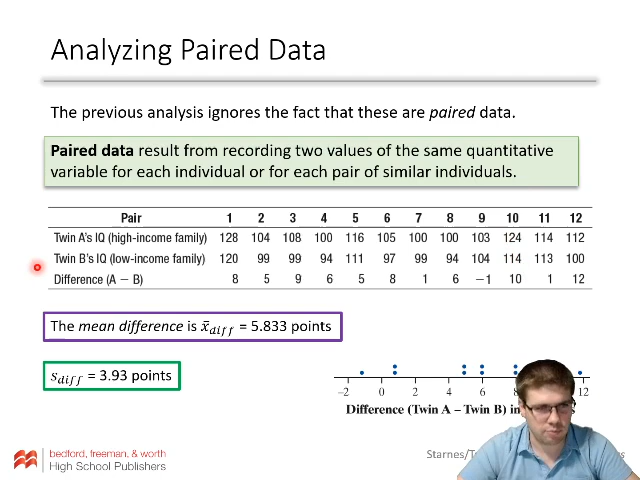 Analyzing Paired Data
The previous analysis ignores the fact that these are paired data.
Paired data result from recording two values of the same quantitative
variable for each individual or for each pair of similar individuals.
Pair 1 2 3 4 5 6 7 8 9 10 11 12
Twin A's IQ (high-income family) 128 104 108 100 116 105 100 100 103 124 114 112
Twin B's IQ (low-income family) 120 99 99 94 111 97 99 94 104 114 113 100
Difference (A − B) 8 5 9 6 5 8 1 6 −1 10 1 12
The mean difference is x̄diff = 5.833 points
sdiff = 3.93 points
−2 0 2 4 6 8 12
Difference (Twin A – Twin B) in
bedford, freeman, & worth
High School Publishers